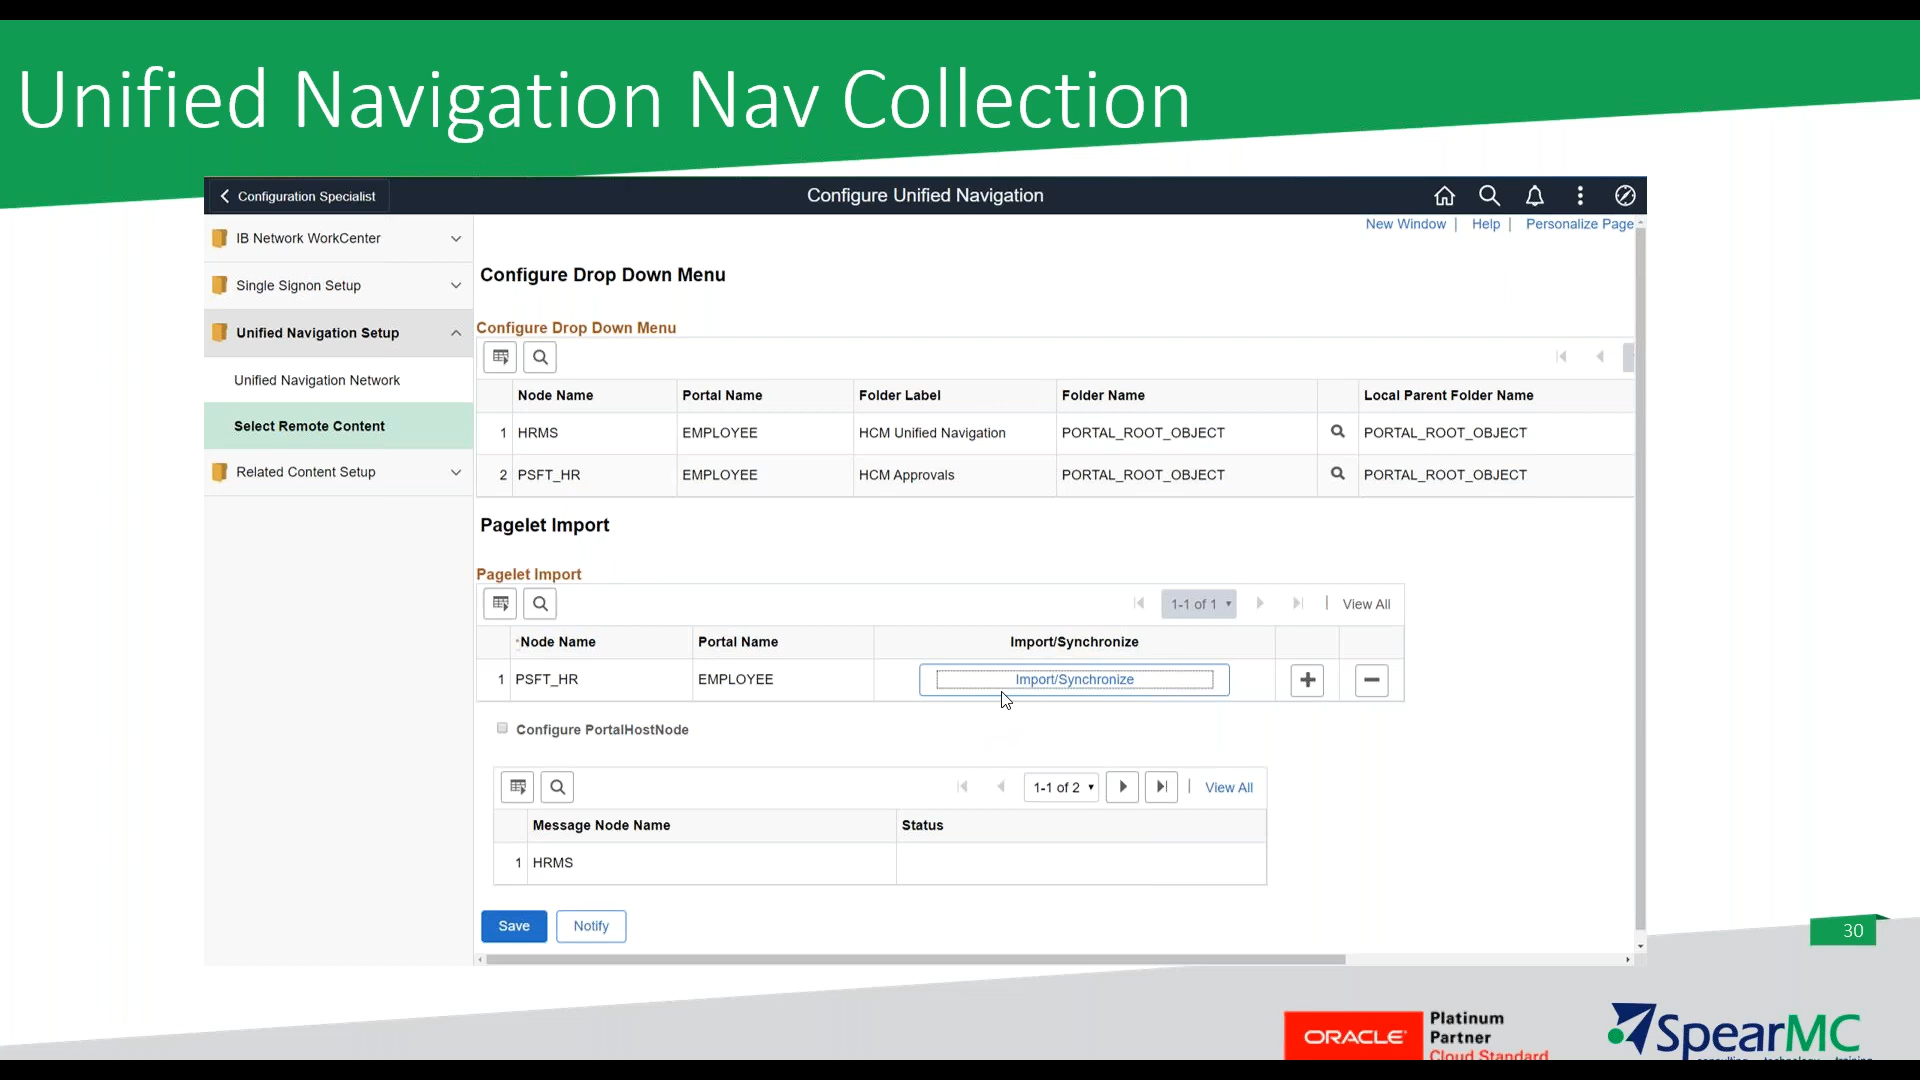 Unified Navigation Nav Collection
Configuration Specialist
Configure Unified Navigation
New Window | Help | Personalize Page
IB Network WorkCenter
Single Signon Setup
Unified Navigation Setup
Unified Navigation Network
Select Remote Content
Related Content Setup
Configure Drop Down Menu
Configure Drop Down Menu
Node Name Portal Name Folder Label Folder Name Local Parent Folder Name
1 HRMS EMPLOYEE HCM Unified Navigation PORTAL_ROOT_OBJECT PORTAL_ROOT_OBJECT
2 PSFT_HR EMPLOYEE HCM Approvals PORTAL_ROOT_OBJECT PORTAL_ROOT_OBJECT
Pagelet Import
Pagelet Import
1-1 of 1 | View All
*Node Name Portal Name Import/Synchronize
1 PSFT_HR EMPLOYEE Import/Synchronize
Configure PortalHostNode
1-1 of 2 | View All
Message Node Name Status
1 HRMS
Save Notify
30
ORACLE
Platinum
Partner
Cloud Standard
SpearMC